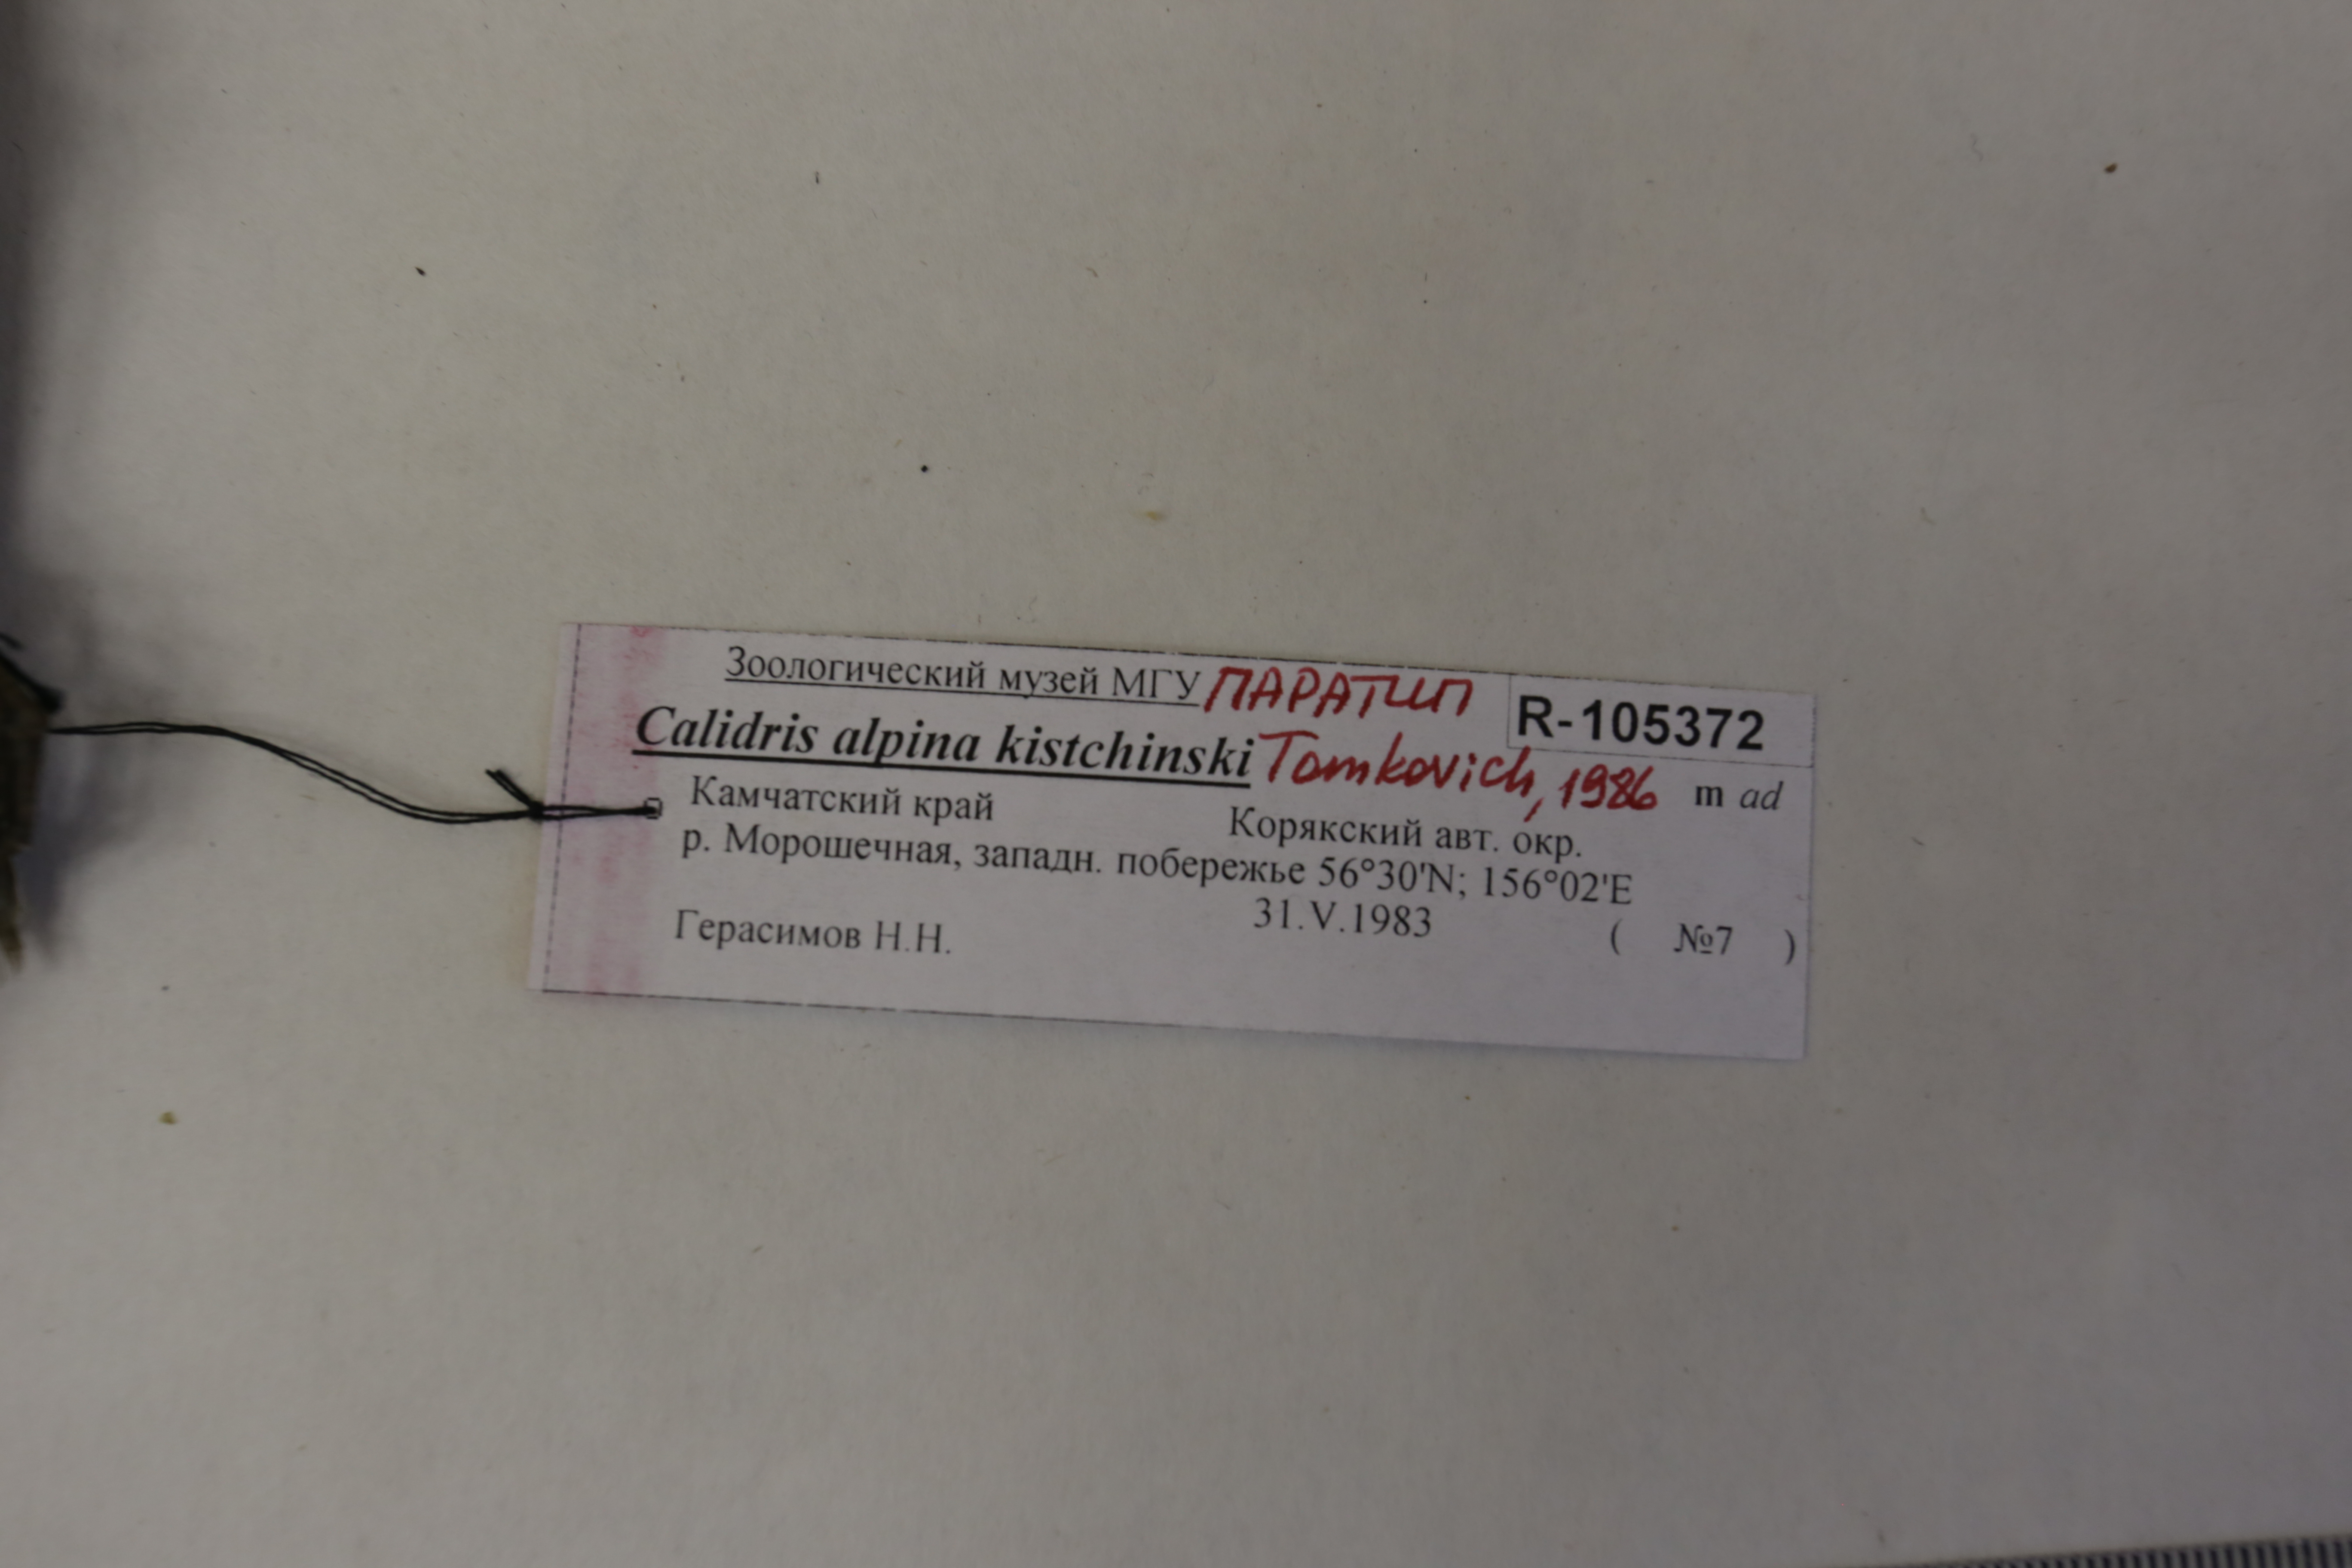 Зоологический музей МГУ ПАРАТИП R-105372
Calidris alpina kistchinski Tomkovich, 1986 m ad
Камчатский край Корякский авт. окр.
р. Морошечная, западн. побережье 56°30'N; 156°02'E
31.V.1983
Герасимов Н.Н. ( №7 )